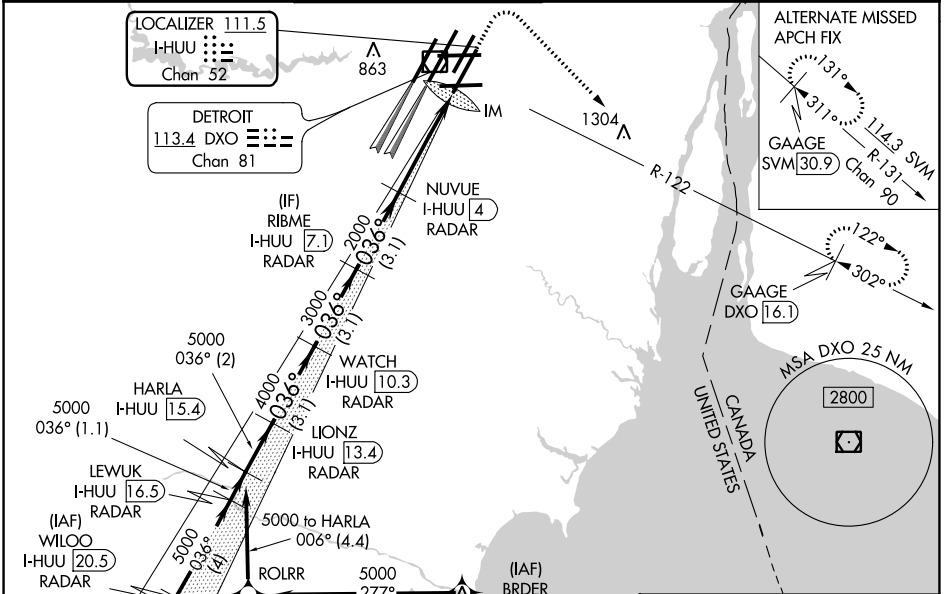 LOCALIZER 111.5
I-HUU
Chan 52
DETROIT
113.4 DXO
Chan 81
863
IM
1304
R-122
ALTERNATE MISSED
APCH FIX
131°
311°
114.3 SVM
R-131
Chan 90
GAAGE
SVM 30.9
122°
302°
GAAGE
DXO 16.1
NUVUE
I-HUU 4
RADAR
(IF)
RIBME
I-HUU 7.1
RADAR
2000
036°
(3.1)
3000
036°
(3.1)
WATCH
I-HUU 10.3
RADAR
4000
036°
(3.1)
LIONZ
I-HUU 13.4
RADAR
5000
036° (2)
HARLA
I-HUU 15.4
5000
036° (1.1)
LEWUK
I-HUU 16.5
RADAR
(IAF)
WILOO
I-HUU 20.5
RADAR
5000
036°
(4)
5000 to HARLA
006° (4.4)
ROLRR
5000
277°
(IAF)
BRDER
CANADA
UNITED STATES
MSA DXO 25 NM
2800